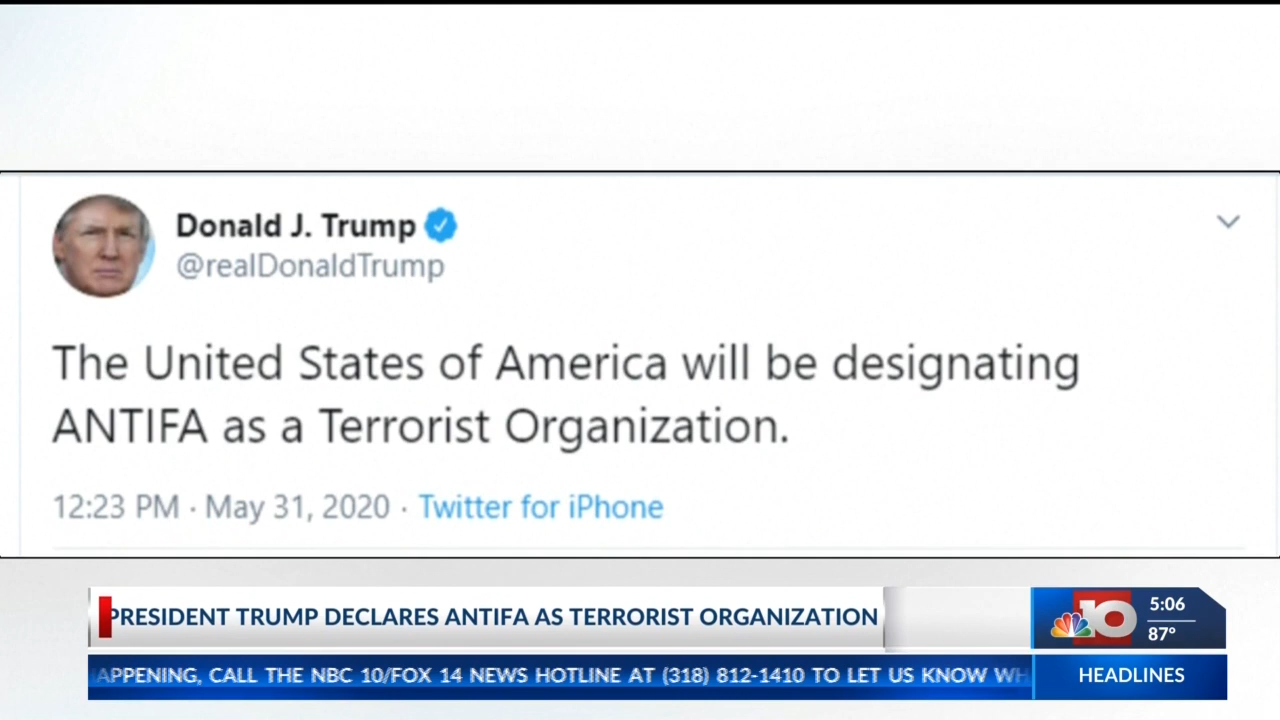 Donald J. Trump
@realDonaldTrump
The United States of America will be designating
ANTIFA as a Terrorist Organization.
12:23 PM · May 31, 2020 · Twitter for iPhone
PRESIDENT TRUMP DECLARES ANTIFA AS TERRORIST ORGANIZATION
10
5:06
87°
APPENING, CALL THE NBC 10/FOX 14 NEWS HOTLINE AT (318) 812-1410 TO LET US KNOW WH
HEADLINES